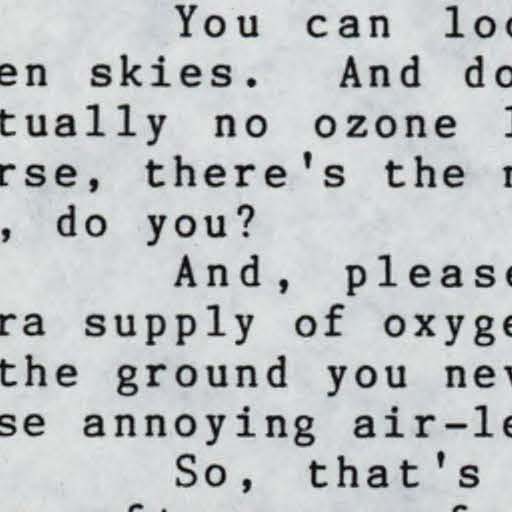 You can loo
en skies. And do
tually no ozone l
rse, there's the
, do you?
And, please
ra supply of oxyge
the ground you nev
se annoying air-le
So, that's